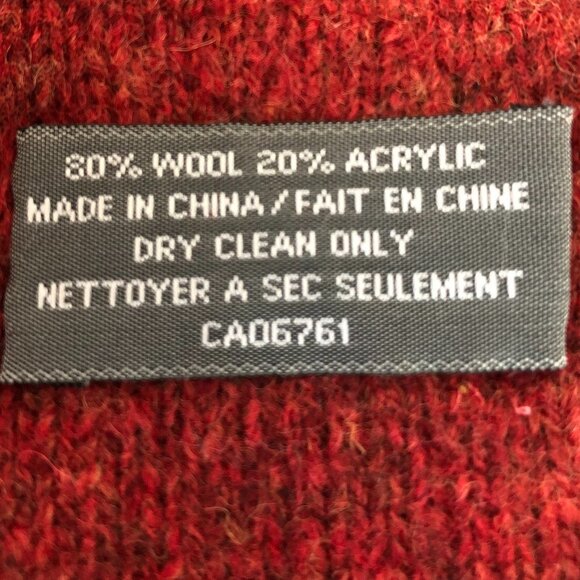 80% WOOL 20% ACRYLIC
MADE IN CHINA/FAIT EN CHINE
DRY CLEAN ONLY
NETTOYER A SEC SEULEMENT
CA06761